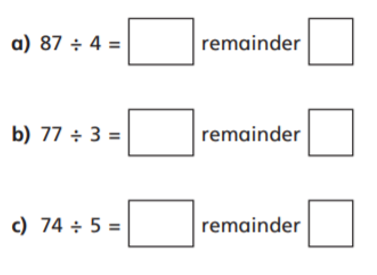 a) 87 ÷ 4 = remainder
b) 77 ÷ 3 = remainder
c) 74 ÷ 5 = remainder